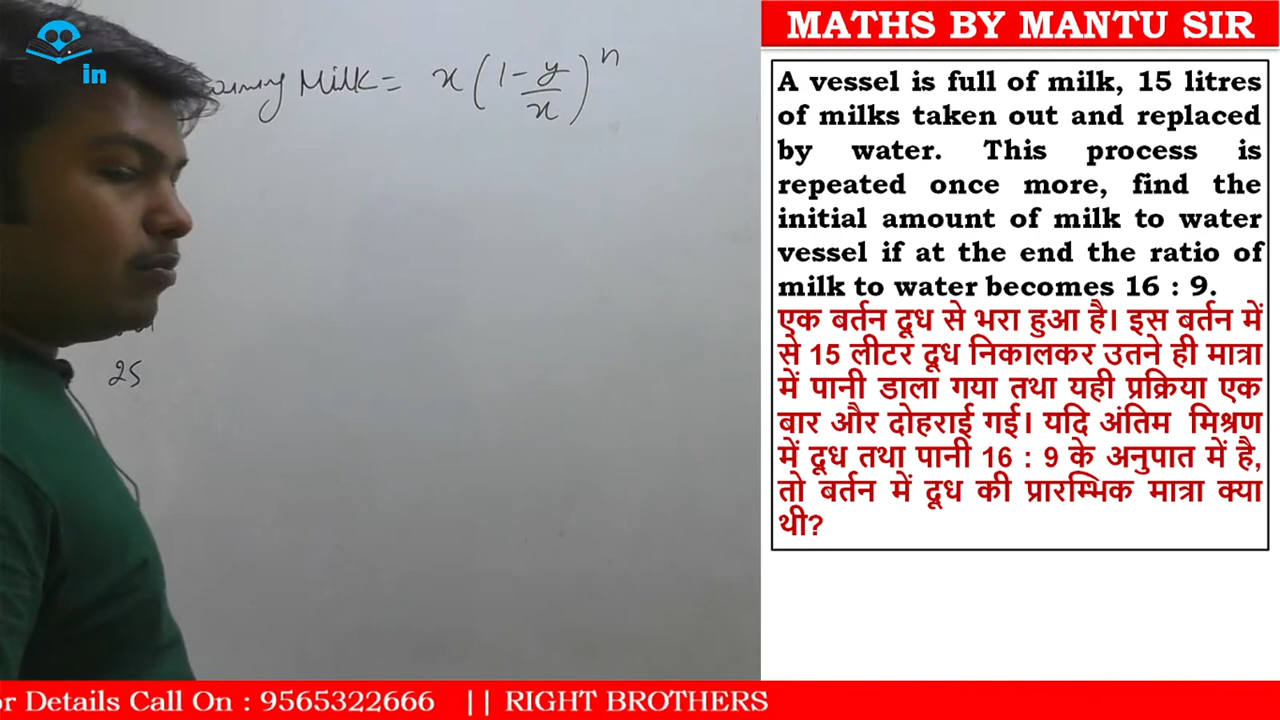 in
MATHS BY MANTU SIR
Milk = x(1 - y/x)^n
A vessel is full of milk, 15 litres
of milks taken out and replaced
by water. This process is
repeated once more, find the
initial amount of milk to water
vessel if at the end the ratio of
milk to water becomes 16 : 9.
एक बर्तन दूध से भरा हुआ है। इस बर्तन में
से 15 लीटर दूध निकालकर उतने ही मात्रा
में पानी डाला गया तथा यही प्रक्रिया एक
बार और दोहराई गई। यदि अंतिम मिश्रण
में दूध तथा पानी 16 : 9 के अनुपात में है,
तो बर्तन में दूध की प्रारम्भिक मात्रा क्या
थी?
25
or Details Call On : 9565322666 || RIGHT BROTHERS